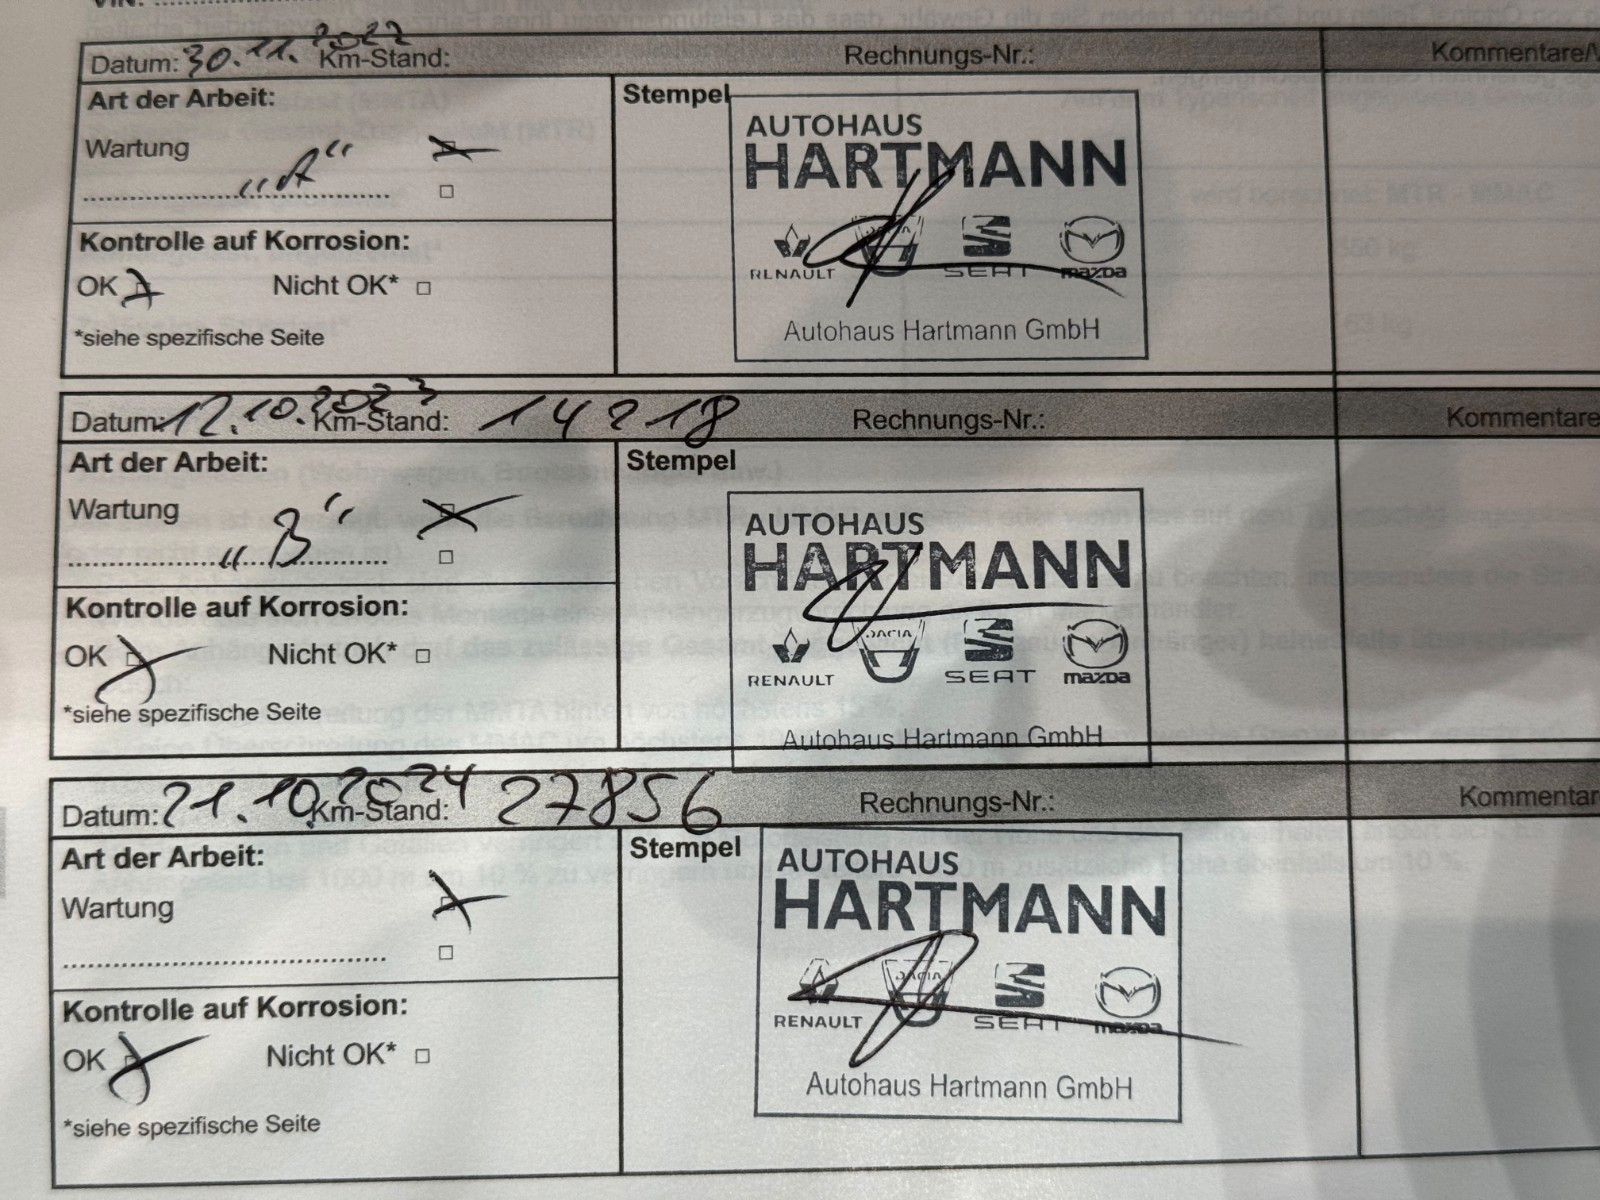 VIN:
Datum: 30.11.2022 Km-Stand: Rechnungs-Nr.: Kommentare/
Art der Arbeit: Stempel
Wartung
„A“
Kontrolle auf Korrosion:
OK Nicht OK*
*siehe spezifische Seite
AUTOHAUS
HARTMANN
RENAULT DACIA SEAT mazda
Autohaus Hartmann GmbH
Datum: 12.10.2023 Km-Stand: 14218 Rechnungs-Nr.: Kommentare
Art der Arbeit: Stempel
Wartung
„B“
Kontrolle auf Korrosion:
OK Nicht OK*
*siehe spezifische Seite
AUTOHAUS
HARTMANN
RENAULT DACIA SEAT mazda
Autohaus Hartmann GmbH
Datum: 21.10.2024 Km-Stand: 27856 Rechnungs-Nr.: Kommentar
Art der Arbeit: Stempel
Wartung
Kontrolle auf Korrosion:
OK Nicht OK*
*siehe spezifische Seite
AUTOHAUS
HARTMANN
RENAULT DACIA SEAT mazda
Autohaus Hartmann GmbH